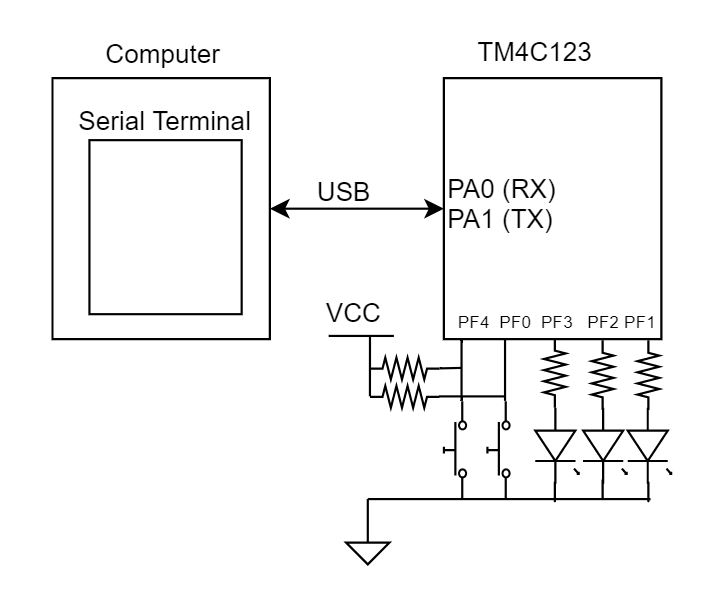 Computer
TM4C123
Serial Terminal
USB
PA0 (RX)
PA1 (TX)
VCC
PF4 PF0 PF3 PF2 PF1